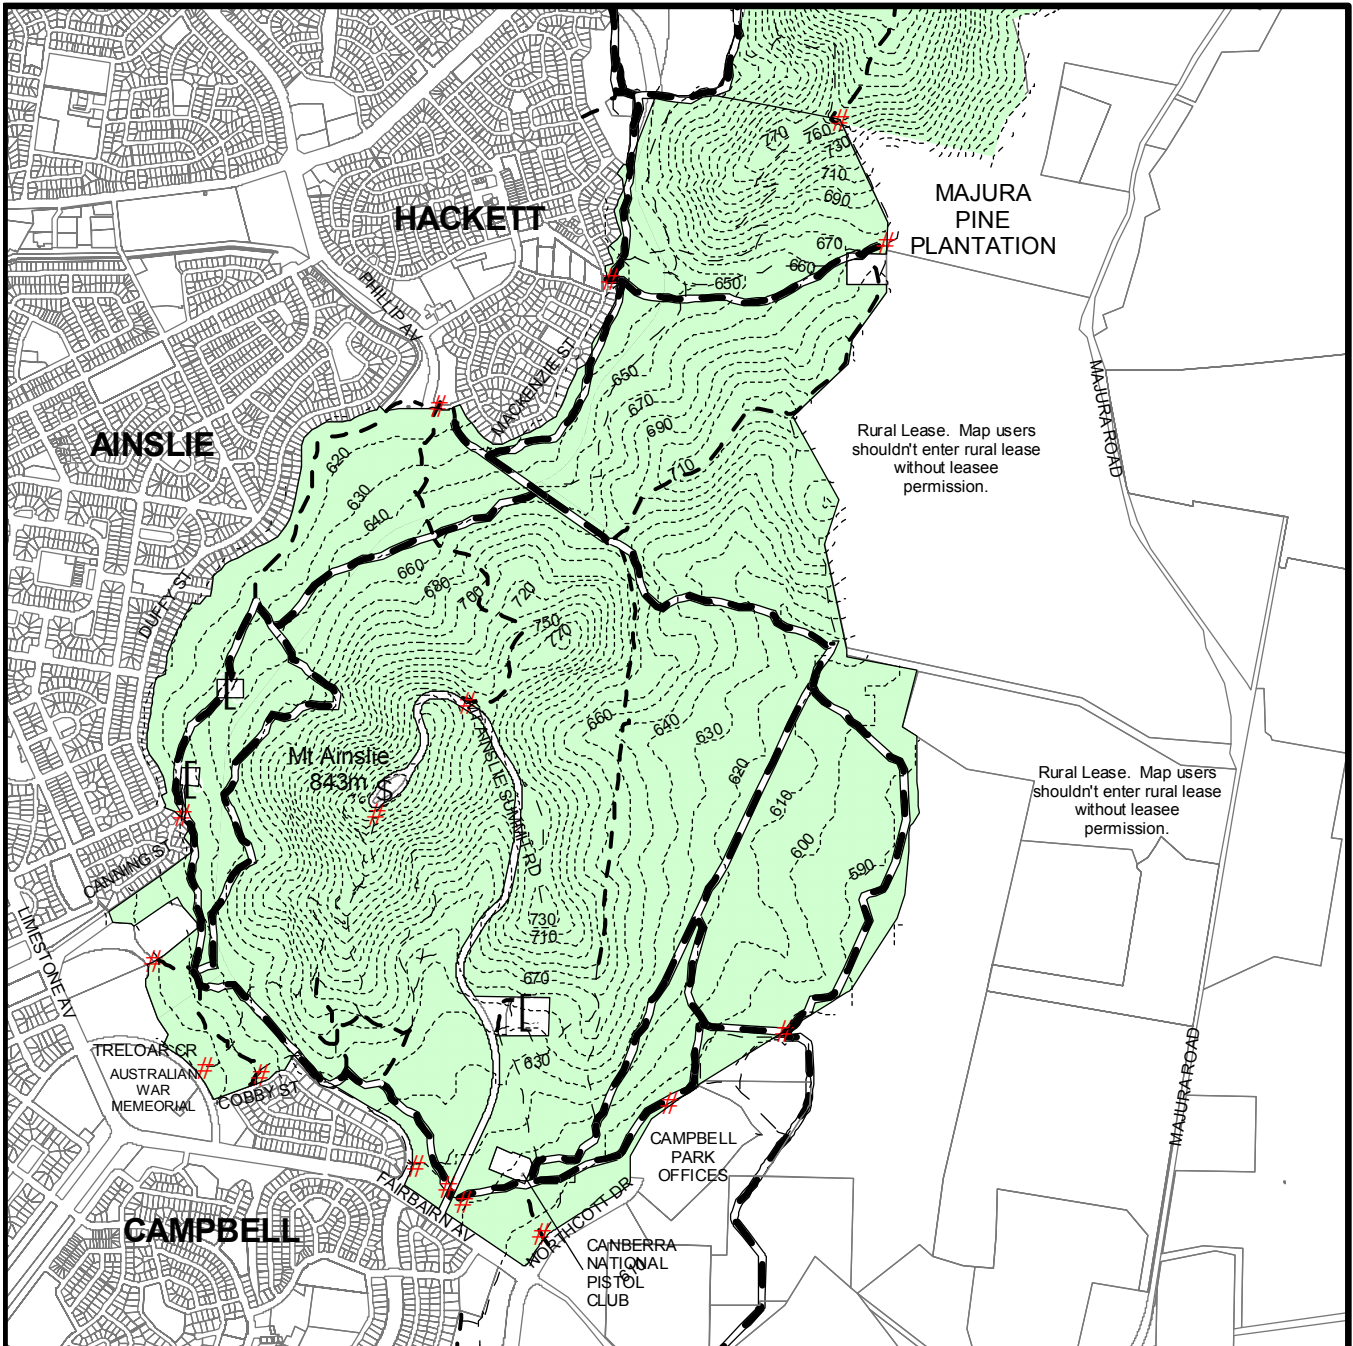 770
760
730
710
690
MAJURA
PINE
PLANTATION
HACKETT
670
660
650
PHILLIP AV
MACKENZIE ST
MAJURA ROAD
650
670
690
710
AINSLIE
Rural Lease. Map users
shouldn't enter rural lease
without leasee
permission.
620
630
640
660
680
700
720
750
770
DUFFY ST
E
E
Mt Ainslie
843m
S
MT AINSLIE SUMMIT RD
660
640
630
620
610
600
590
Rural Lease. Map users
shouldn't enter rural lease
without leasee
permission.
CANNING ST
LIMESTONE AV
730
710
670
E
630
TRELOAR CR
AUSTRALIAN
WAR
MEMEORIAL
COBBY ST
MAJURA ROAD
CAMPBELL
PARK
OFFICES
FAIRBAIRN AV
NORTHCOTT DR
CAMPBELL
CANBERRA
NATIONAL
PISTOL
CLUB
610